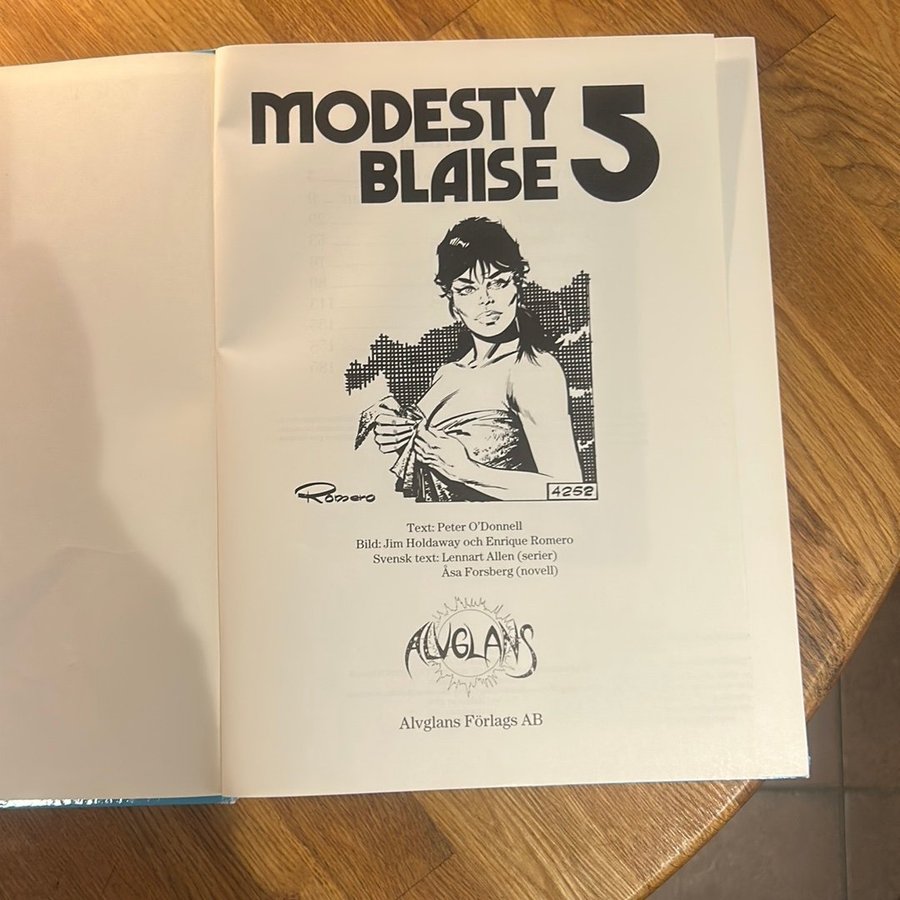 MODESTY
BLAISE 5
Romero
4252
Text: Peter O'Donnell
Bild: Jim Holdaway och Enrique Romero
Svensk text: Lennart Allen (serier)
Åsa Forsberg (novell)
ALVGLANS
Alvglans Förlags AB